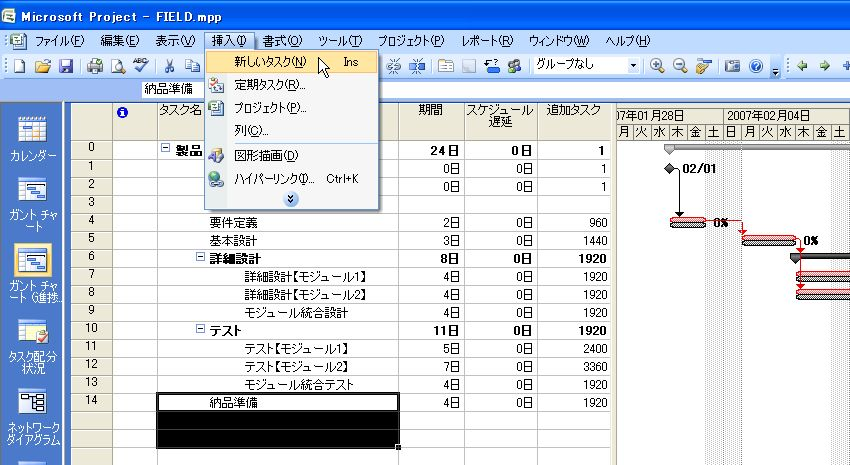 Microsoft Project - FIELD.mpp
ファイル(F) 編集(E) 表示(V) 挿入(I) 書式(O) ツール(T) プロジェクト(P) レポート(R) ウィンドウ(W) ヘルプ(H)
グループなし
新しいタスク(N) Ins
定期タスク(R)...
プロジェクト(P)...
列(C)...
図形描画(D)
ハイパーリンク(I)... Ctrl+K
納品準備
カレンダー
ガント チャート
ガント チャート (進捗...
タスク配分状況
ネットワーク ダイアグラム
タスク名 期間 スケジュール遅延 追加タスク
0 製品 24日 0日 1
1 0日 0日 1
2 0日 0日 1
4 要件定義 2日 0日 960
5 基本設計 3日 0日 1440
6 詳細設計 8日 0日 1920
7 詳細設計【モジュール1】 4日 0日 1920
8 詳細設計【モジュール2】 4日 0日 1920
9 モジュール統合設計 4日 0日 1920
10 テスト 11日 0日 1920
11 テスト【モジュール1】 5日 0日 2400
12 テスト【モジュール2】 7日 0日 3360
13 モジュール統合テスト 4日 0日 1920
14 納品準備 4日 0日 1920
07年01月28日 2007年02月04日
月 火 水 木 金 土 日 月 火 水 木 金 土
02/01
0%
0%